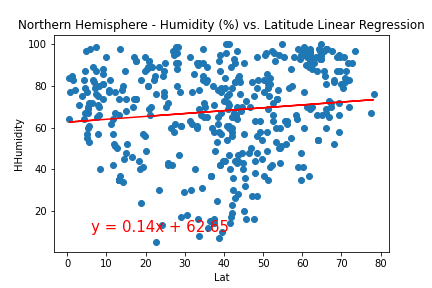 Northern Hemisphere - Humidity (%) vs. Latitude Linear Regression
100
80
60
40
20
HHumidity
y = 0.14x + 62.65
0 10 20 30 40 50 60 70 80
Lat